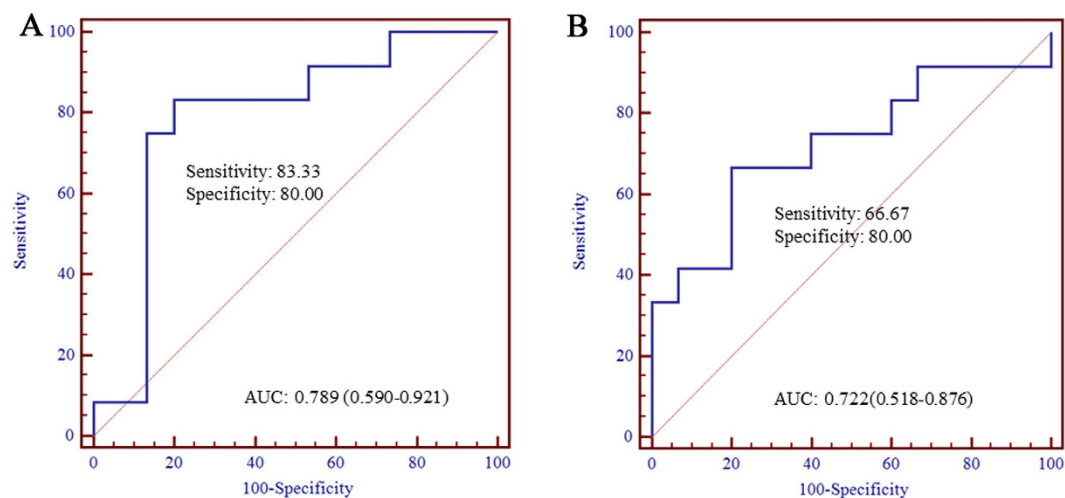 A
100
80
60
40
20
0
Sensitivity
Sensitivity: 83.33
Specificity: 80.00
AUC: 0.789 (0.590-0.921)
0 20 40 60 80 100
100-Specificity
B
100
80
60
40
20
0
Sensitivity
Sensitivity: 66.67
Specificity: 80.00
AUC: 0.722(0.518-0.876)
0 20 40 60 80 100
100-Specificity